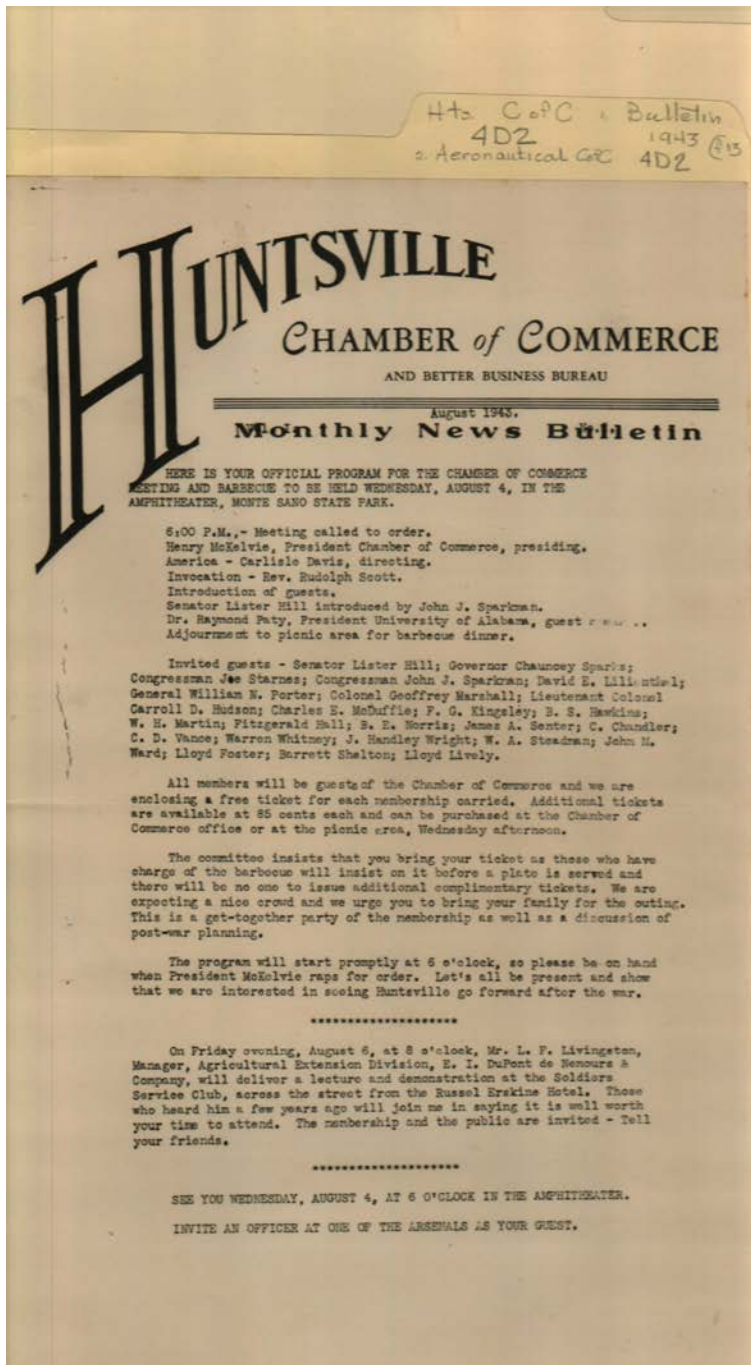 Hts. C of C Bulletin
4D2 1943
2. Aeronautical CofC 4D2
HUNTSVILLE
CHAMBER of COMMERCE
AND BETTER BUSINESS BUREAU
August 1943.
Monthly News Bulletin
HERE IS YOUR OFFICIAL PROGRAM FOR THE CHAMBER OF COMMERCE
MEETING AND BARBECUE TO BE HELD WEDNESDAY, AUGUST 4, IN THE
AMPHITHEATER, MONTE SANO STATE PARK.
6:00 P.M.,- Meeting called to order.
Henry McKelvie, President Chamber of Commerce, presiding.
America - Carlisle Davis, directing.
Invocation - Rev. Rudolph Scott.
Introduction of guests.
Senator Lister Hill introduced by John J. Sparkman.
Dr. Raymond Paty, President University of Alabama, guest
Adjournment to picnic area for barbecue dinner.
Invited guests - Senator Lister Hill; Governor Chauncey Sparks;
Congressman Joe Starnes; Congressman John J. Sparkman; David E. Lilienthal;
General William N. Porter; Colonel Geoffrey Marshall; Lieutenant Colonel
Carroll D. Hudson; Charles E. McDuffie; F. G. Kingsley; B. S. Hawkins;
W. H. Martin; Fitzgerald Hall; B. E. Norris; James A. Senter; C. Chandler;
C. D. Vance; Warren Whitney; J. Handley Wright; W. A. Steadman; John M.
Ward; Lloyd Foster; Barrett Shelton; Lloyd Lively.
All members will be guests of the Chamber of Commerce and we are
enclosing a free ticket for each membership carried. Additional tickets
are available at 85 cents each and can be purchased at the Chamber of
Commerce office or at the picnic area, Wednesday afternoon.
The committee insists that you bring your ticket as those who have
charge of the barbecue will insist on it before a plate is served and
there will be no one to issue additional complimentary tickets. We are
expecting a nice crowd and we urge you to bring your family for the outing.
This is a get-together party of the membership as well as a discussion of
post-war planning.
The program will start promptly at 6 o'clock, so please be on hand
when President McKelvie raps for order. Let's all be present and show
that we are interested in seeing Huntsville go forward after the war.
********************
On Friday evening, August 6, at 8 o'clock, Mr. L. F. Livingston,
Manager, Agricultural Extension Division, E. I. DuPont de Nemours &
Company, will deliver a lecture and demonstration at the Soldiers
Service Club, across the street from the Russel Erskine Hotel. Those
who heard him a few years ago will join me in saying it is well worth
your time to attend. The membership and the public are invited - Tell
your friends.
********************
SEE YOU WEDNESDAY, AUGUST 4, AT 6 O'CLOCK IN THE AMPHITHEATER.
INVITE AN OFFICER AT ONE OF THE ARSENALS AS YOUR GUEST.